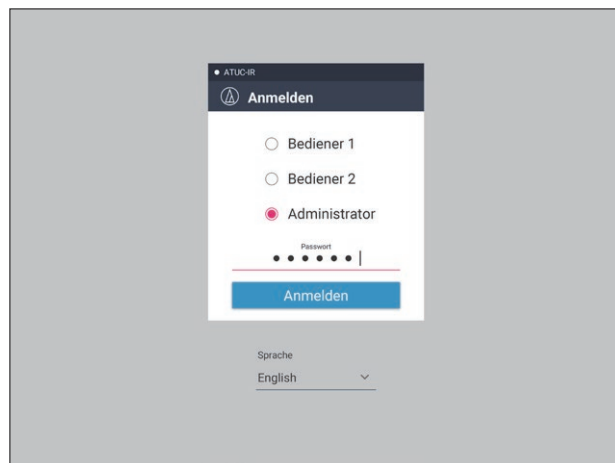 ATUC-IR
Anmelden
Bediener 1
Bediener 2
Administrator
Passwort
Anmelden
Sprache
English